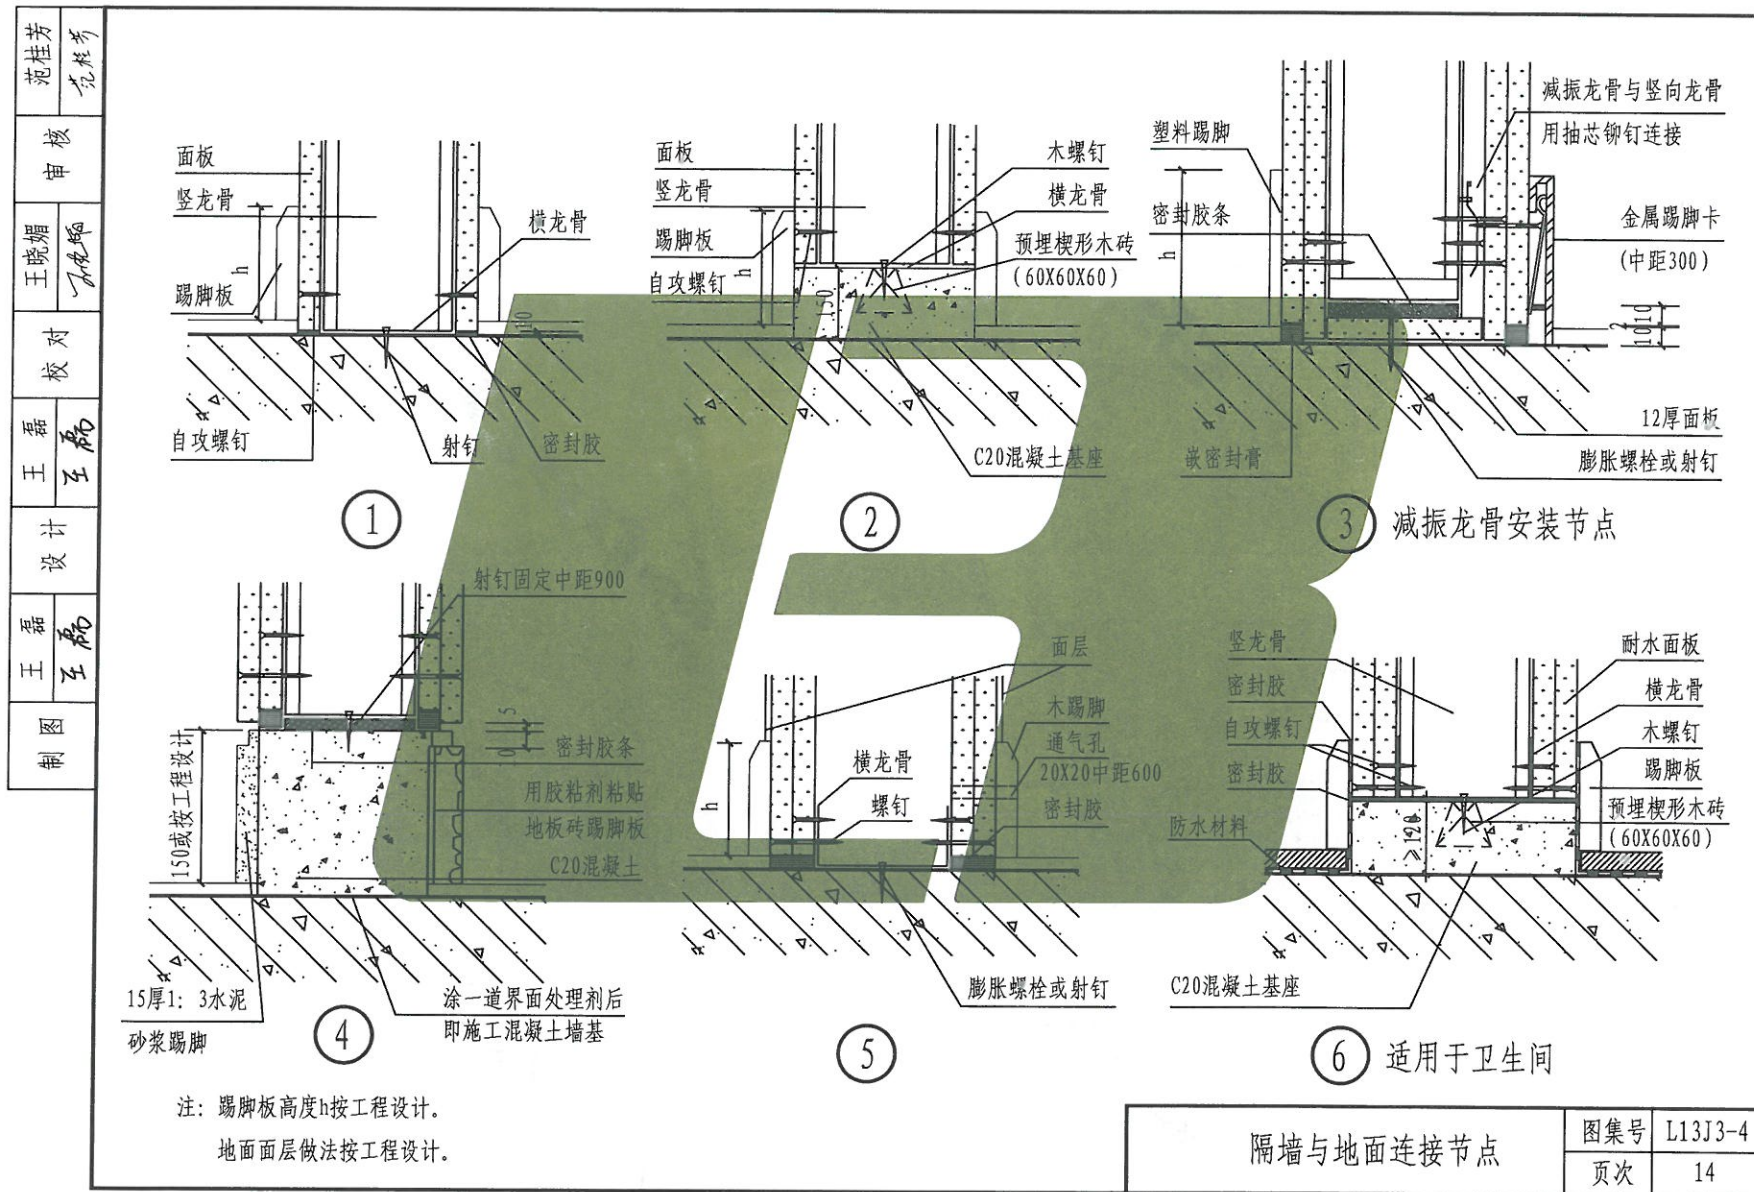 范桂芳
范桂芳
审核
王晓媚
校对
王磊
王磊
设计
王磊
王磊
制图
面板
竖龙骨
横龙骨
h
踢脚板
10
自攻螺钉
射钉
密封胶
1
面板
竖龙骨
踢脚板
自攻螺钉
h
150
木螺钉
横龙骨
预埋楔形木砖
(60X60X60)
C20混凝土基座
2
塑料踢脚
密封胶条
h
减振龙骨与竖向龙骨
用抽芯铆钉连接
金属踢脚卡
(中距300)
2
1010
嵌密封膏
12厚面板
膨胀螺栓或射钉
3 减振龙骨安装节点
射钉固定中距900
5
密封胶条
用胶粘剂粘贴
地板砖踢脚板
C20混凝土
150或按工程设计
15厚1：3水泥
砂浆踢脚
涂一道界面处理剂后
即施工混凝土墙基
4
面层
木踢脚
通气孔
20X20中距600
密封胶
横龙骨
螺钉
h
膨胀螺栓或射钉
5
竖龙骨
密封胶
自攻螺钉
密封胶
防水材料
≥120
耐水面板
横龙骨
木螺钉
踢脚板
预埋楔形木砖
(60X60X60)
C20混凝土基座
6 适用于卫生间
注：踢脚板高度h按工程设计。
地面面层做法按工程设计。
隔墙与地面连接节点
图集号 L13J3-4
页次 14